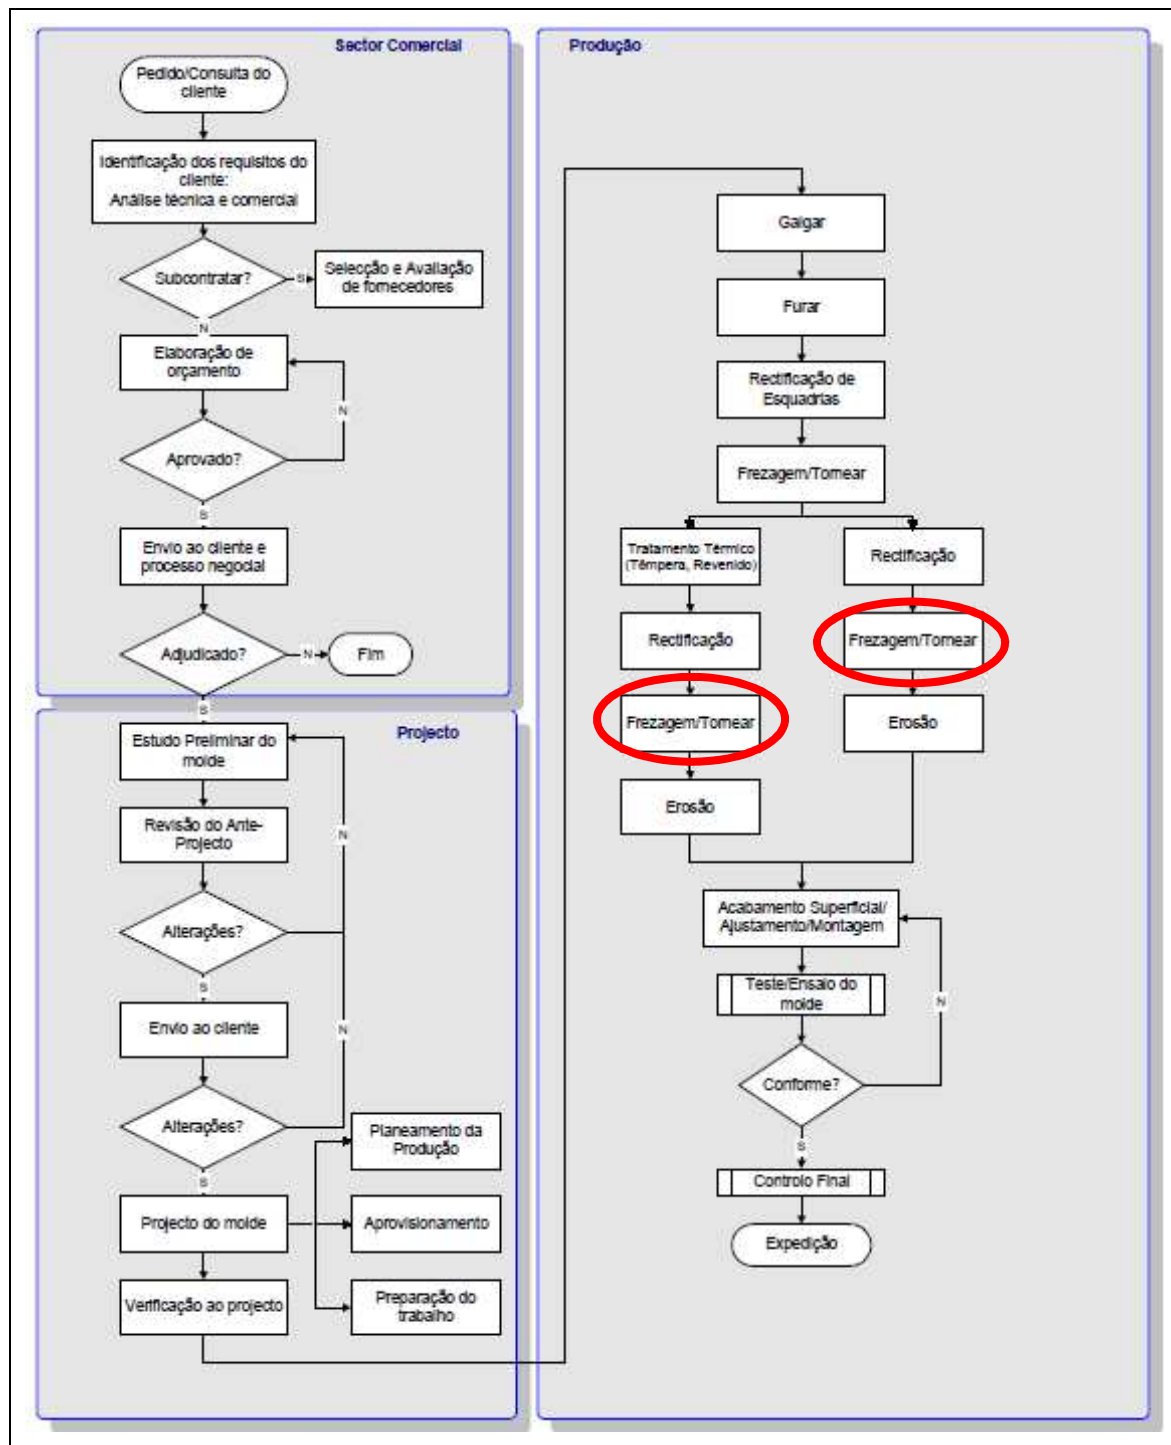 Sector Comercial
Pedido/Consulta do
cliente
Identificação dos requisitos do
cliente:
Análise técnica e comercial
Subcontratar?
S
Selecção e Avaliação
de fornecedores
N
Elaboração de
orçamento
N
Aprovado?
S
Envio ao cliente e
processo negocial
Adjudicado?
N
Fim
S
Projecto
Estudo Preliminar do
molde
Revisão do Ante-
Projecto
N
Alterações?
S
Envio ao cliente
N
Alterações?
S
Planeamento da
Produção
Projecto do molde
Aprovisionamento
Verificação ao projecto
Preparação do
trabalho
Produção
Galgar
Furar
Rectificação de
Esquadrias
Frezagem/Tornear
Tratamento Térmico
(Têmpera, Revenido)
Rectificação
Rectificação
Frezagem/Tornear
Frezagem/Tornear
Erosão
Erosão
Acabamento Superficial/
Ajustamento/Montagem
Teste/Ensaio do
molde
N
Conforme?
S
Controlo Final
Expedição